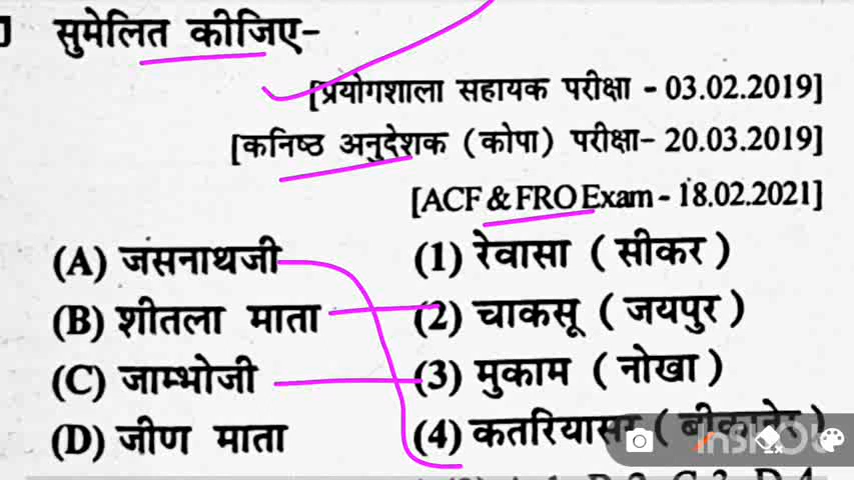 सुमेलित कीजिए-
[प्रयोगशाला सहायक परीक्षा - 03.02.2019]
[कनिष्ठ अनुदेशक (कोपा) परीक्षा- 20.03.2019]
[ACF & FRO Exam - 18.02.2021]
(A) जसनाथजी (1) रेवासा (सीकर)
(B) शीतला माता (2) चाकसू (जयपुर)
(C) जाम्भोजी (3) मुकाम (नोखा)
(D) जीण माता (4) कतरियासर (बीकानेर)